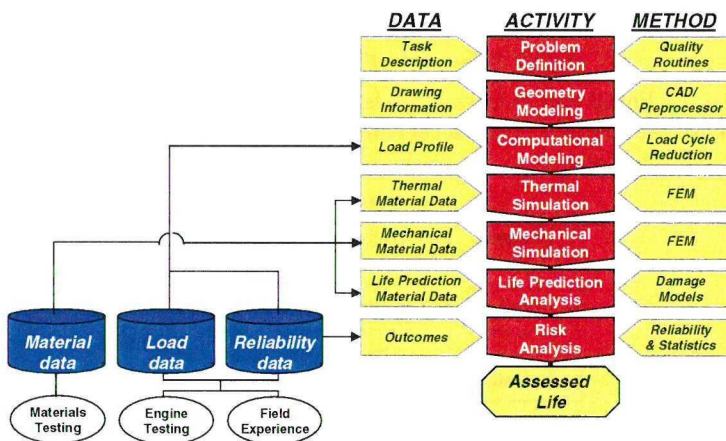 DATA ACTIVITY METHOD
Task
Description
Problem
Definition
Quality
Routines
Drawing
Information
Geometry
Modeling
CAD/
Preprocessor
Load Profile
Computational
Modeling
Load Cycle
Reduction
Thermal
Material Data
Thermal
Simulation
FEM
Mechanical
Material Data
Mechanical
Simulation
FEM
Life Prediction
Material Data
Life Prediction
Analysis
Damage
Models
Outcomes
Risk
Analysis
Reliability
& Statistics
Assessed
Life
Material
data
Load
data
Reliability
data
Materials
Testing
Engine
Testing
Field
Experience